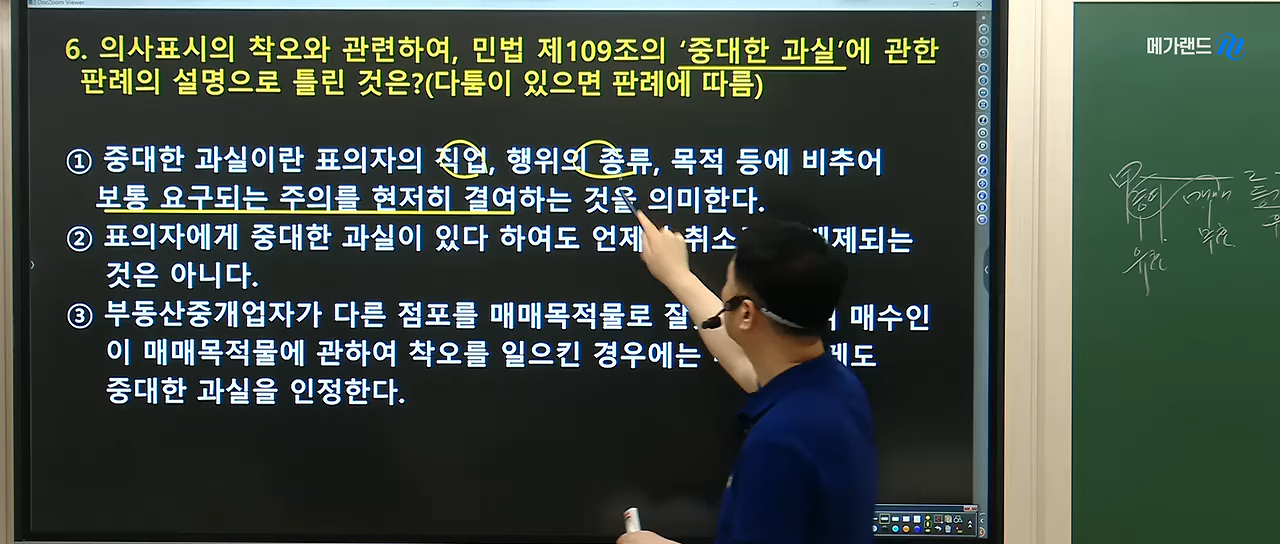 DocZoom Viewer
6. 의사표시의 착오와 관련하여, 민법 제109조의 ‘중대한 과실’에 관한
판례의 설명으로 틀린 것은?(다툼이 있으면 판례에 따름)
① 중대한 과실이란 표의자의 직업, 행위의 종류, 목적 등에 비추어
보통 요구되는 주의를 현저히 결여하는 것을 의미한다.
② 표의자에게 중대한 과실이 있다 하여도 언제 취소 배제되는
것은 아니다.
③ 부동산중개업자가 다른 점포를 매매목적물로 매수인
이 매매목적물에 관하여 착오를 일으킨 경우에는
중대한 과실을 인정한다.
메가랜드
매매
무효
유효